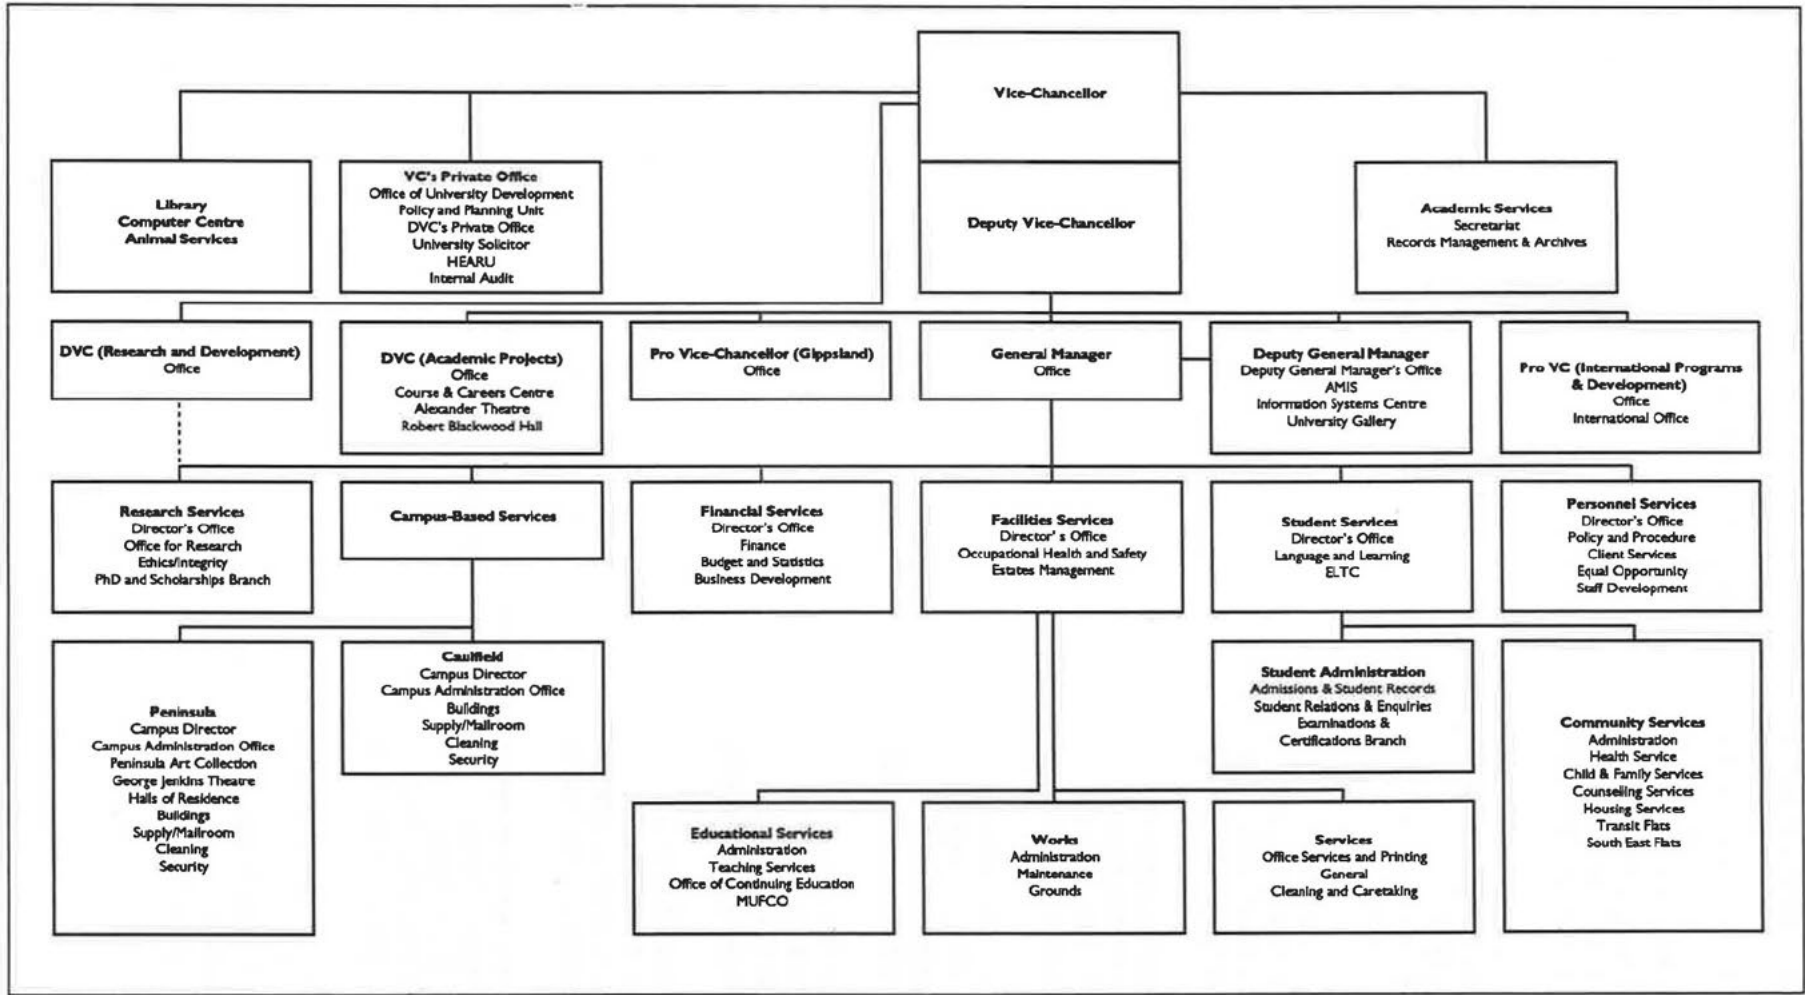 Vice-Chancellor
Library
Computer Centre
Animal Services
VC's Private Office
Office of University Development
Policy and Planning Unit
DVC's Private Office
University Solicitor
HEARU
Internal Audit
Deputy Vice-Chancellor
Academic Services
Secretariat
Records Management & Archives
DVC (Research and Development)
Office
DVC (Academic Projects)
Office
Course & Careers Centre
Alexander Theatre
Robert Blackwood Hall
Pro Vice-Chancellor (Gippsland)
Office
General Manager
Office
Deputy General Manager
Deputy General Manager's Office
AMIS
Information Systems Centre
University Gallery
Pro VC (International Programs
& Development)
Office
International Office
Research Services
Director's Office
Office for Research
Ethics/Integrity
PhD and Scholarships Branch
Campus-Based Services
Financial Services
Director's Office
Finance
Budget and Statistics
Business Development
Facilities Services
Director' s Office
Occupational Health and Safety
Estates Management
Student Services
Director's Office
Language and Learning
ELTC
Personnel Services
Director's Office
Policy and Procedure
Client Services
Equal Opportunity
Staff Development
Peninsula
Campus Director
Campus Administration Office
Peninsula Art Collection
George Jenkins Theatre
Halls of Residence
Buildings
Supply/Mailroom
Cleaning
Security
Caulfield
Campus Director
Campus Administration Office
Buildings
Supply/Mailroom
Cleaning
Security
Student Administration
Admissions & Student Records
Student Relations & Enquiries
Examinations &
Certifications Branch
Community Services
Administration
Health Service
Child & Family Services
Counselling Services
Housing Services
Transit Flats
South East Flats
Educational Services
Administration
Teaching Services
Office of Continuing Education
MUFCO
Works
Administration
Maintenance
Grounds
Services
Office Services and Printing
General
Cleaning and Caretaking